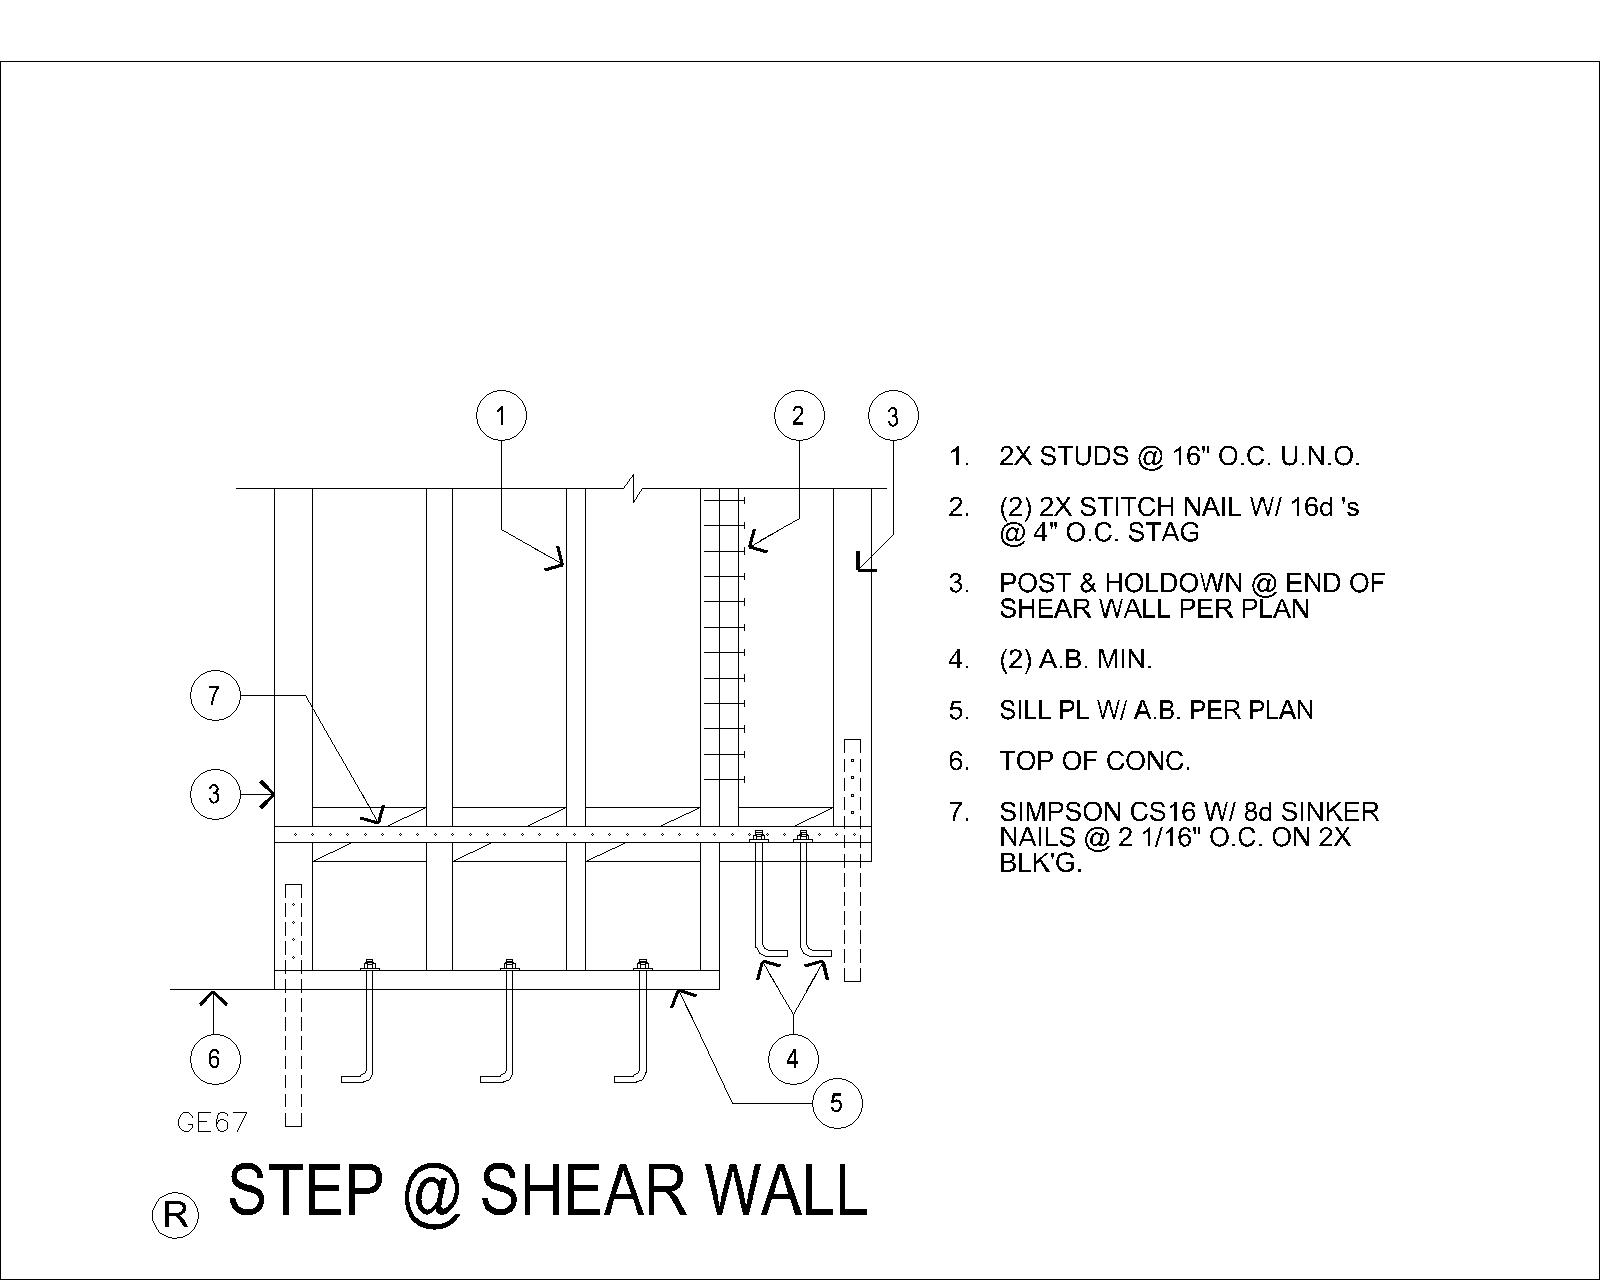 1
2
3
1. 2X STUDS @ 16" O.C. U.N.O.
2. (2) 2X STITCH NAIL W/ 16d 's
@ 4" O.C. STAG
3. POST & HOLDOWN @ END OF
SHEAR WALL PER PLAN
4. (2) A.B. MIN.
5. SILL PL W/ A.B. PER PLAN
6. TOP OF CONC.
7. SIMPSON CS16 W/ 8d SINKER
NAILS @ 2 1/16" O.C. ON 2X
BLK'G.
7
3
6
4
5
GE67
R STEP @ SHEAR WALL